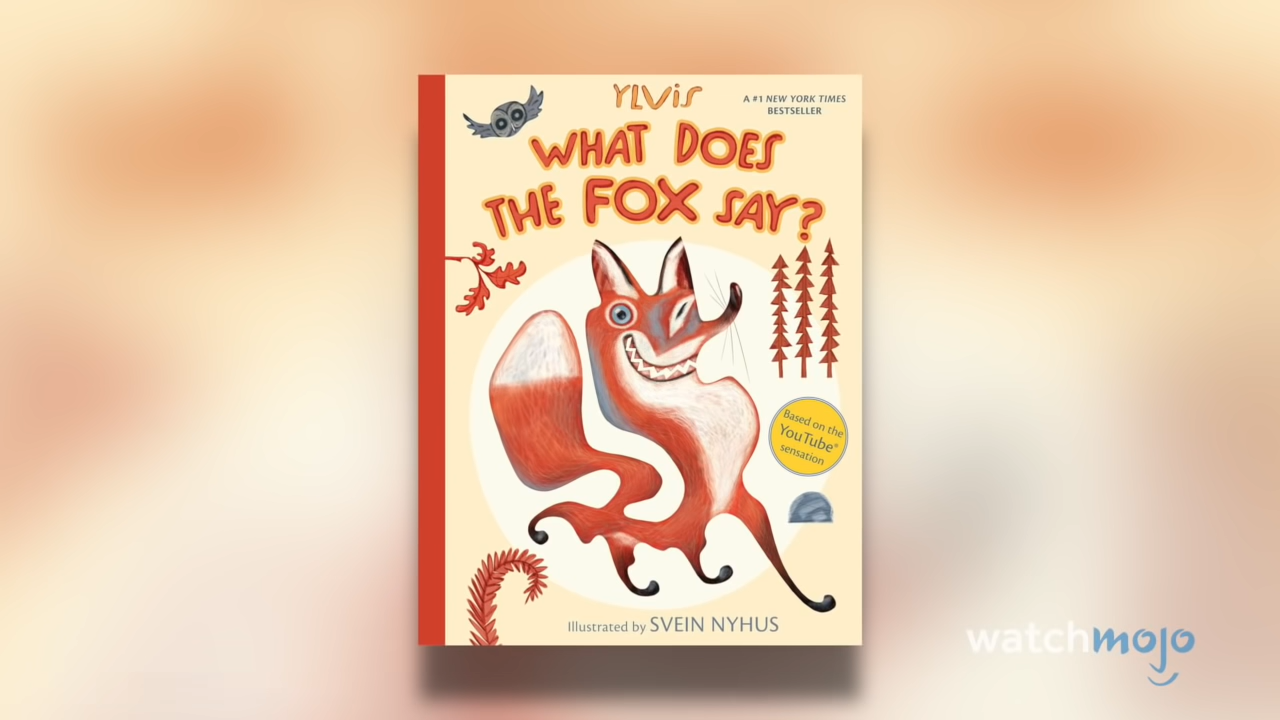 YLViS
A #1 NEW YORK TIMES
BESTSELLER
WHAT DOES
THE FOX SAY?
Based on the
YouTube®
sensation
Illustrated by SVEIN NYHUS
watchmojo